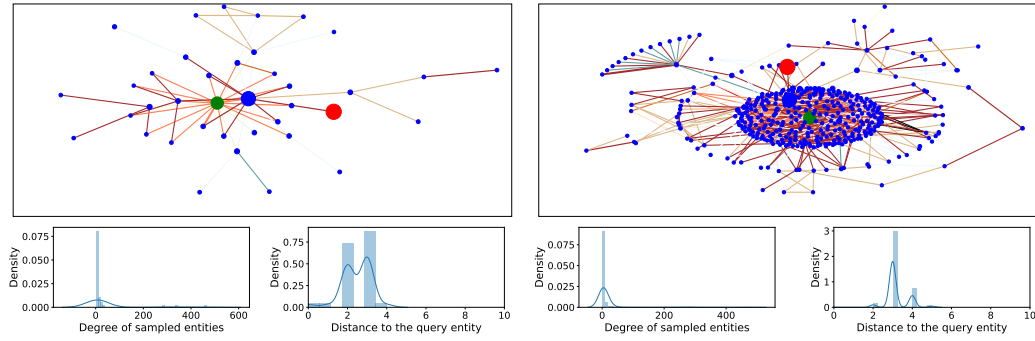 0.075
0.050
0.025
0.000
Density
0 200 400 600
Degree of sampled entities
0.75
0.50
0.25
0.00
Density
0 2 4 6 8 10
Distance to the query entity
0.075
0.050
0.025
0.000
Density
0 200 400
Degree of sampled entities
3
2
1
0
Density
0 2 4 6 8 10
Distance to the query entity